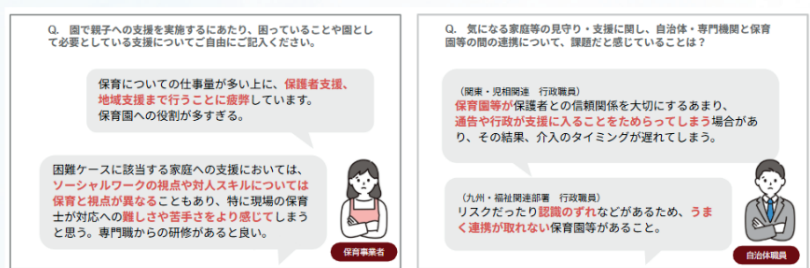 Q. 園で親子への支援を実施するにあたり、困っていることや園とし
て必要としている支援についてご自由にご記入ください。
保育についての仕事量が多い上に、保護者支援、
地域支援まで行うことに疲弊しています。
保育園への役割が多すぎる。
困難ケースに該当する家庭への支援においては、
ソーシャルワークの視点や対人スキルについては
保育と視点が異なることもあり、特に現場の保育
士が対応への難しさや苦手さをより感じてしまう
と思う。専門職からの研修があると良い。
保育事業者
Q. 気になる家庭等の見守り・支援に関し、自治体・専門機関と保育
園等の間の連携について、課題だと感じていることは？
（関東・児相関連 行政職員）
保育園等が保護者との信頼関係を大切にするあまり、
通告や行政が支援に入ることをためらってしまう場合があ
り、その結果、介入のタイミングが遅れてしまう。
（九州・福祉関連部署 行政職員）
リスクだったり認識のずれなどがあるため、うま
く連携が取れない保育園等があること。
自治体職員